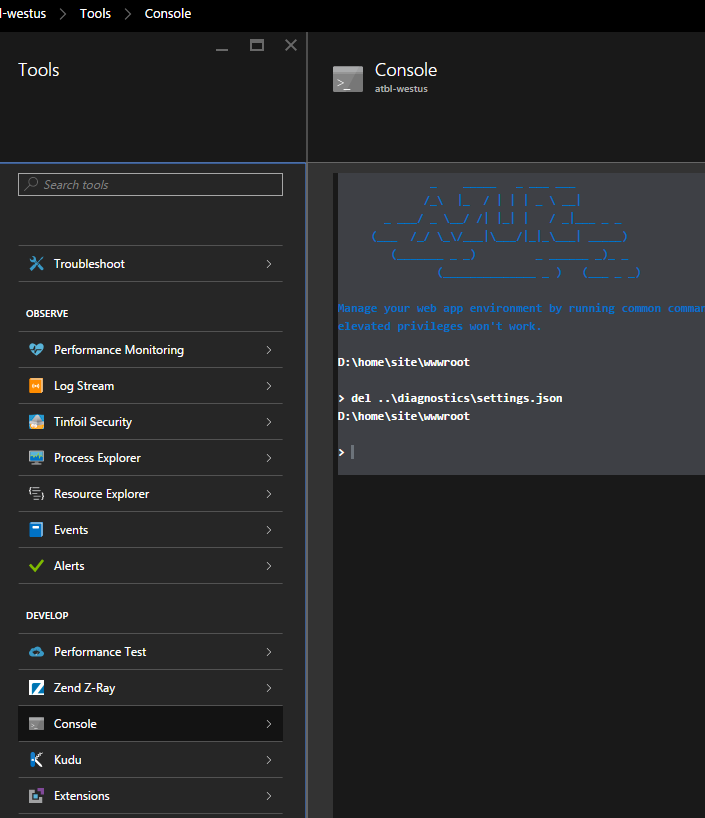 l-westus > Tools > Console
Tools
Search tools
Troubleshoot
OBSERVE
Performance Monitoring
Log Stream
Tinfoil Security
Process Explorer
Resource Explorer
Events
Alerts
DEVELOP
Performance Test
Zend Z-Ray
Console
Kudu
Extensions
Console
atbl-westus
Manage your web app environment by running common comman
elevated privileges won't work.
D:\home\site\wwwroot
> del ..\diagnostics\settings.json
D:\home\site\wwwroot
>